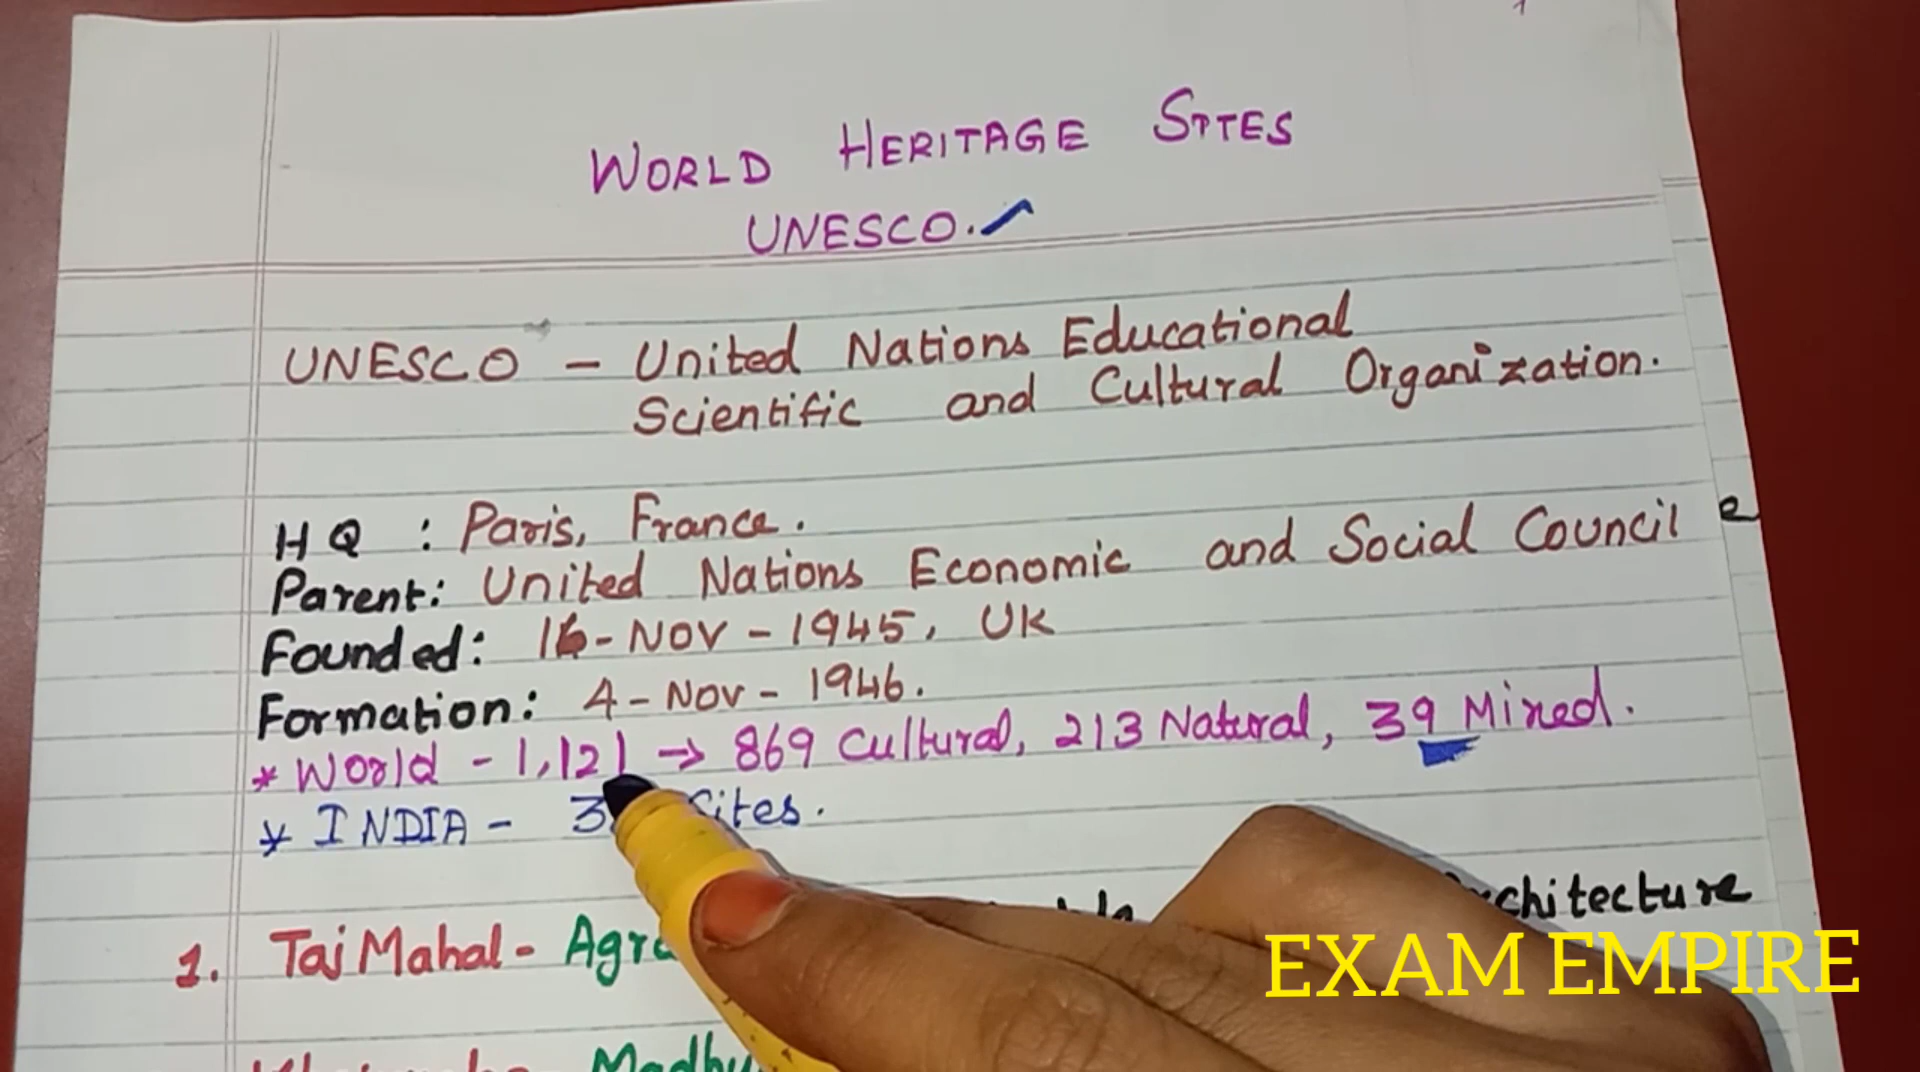 WORLD HERITAGE SITES
UNESCO.
UNESCO - United Nations Educational
Scientific and Cultural Organization.
HQ : Paris, France.
Parent: United Nations Economic and Social Council
Founded: 16-NOV-1945, UK
Formation: 4-NOV-1946.
* World - 1,121 → 869 Cultural, 213 Natural, 39 Mixed.
* INDIA - Sites.
1. Taj Mahal - Agra
EXAM EMPIRE